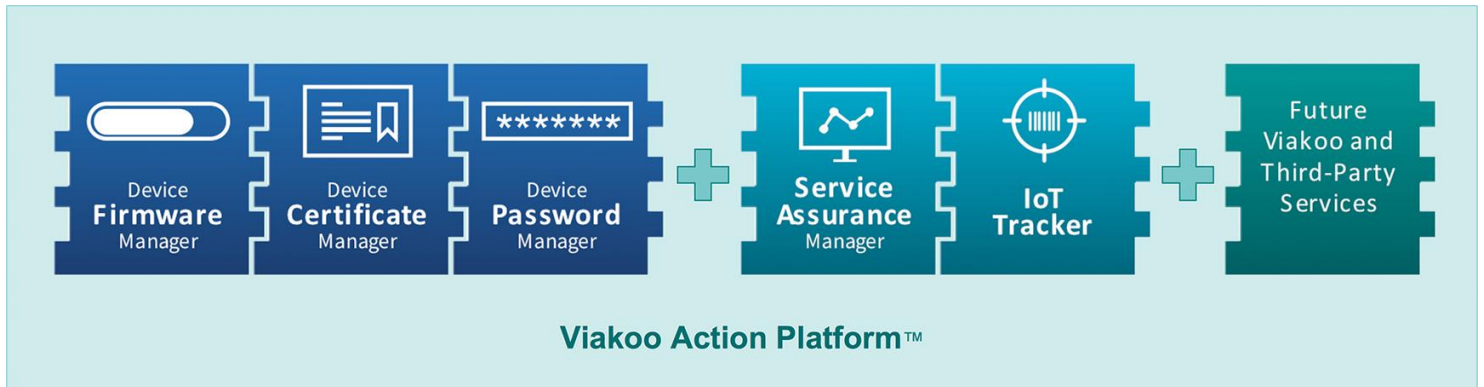 *******
Device
Firmware
Manager
Device
Certificate
Manager
Device
Password
Manager
Service
Assurance
Manager
IoT
Tracker
Future
Viakoo and
Third-Party
Services
Viakoo Action Platform™